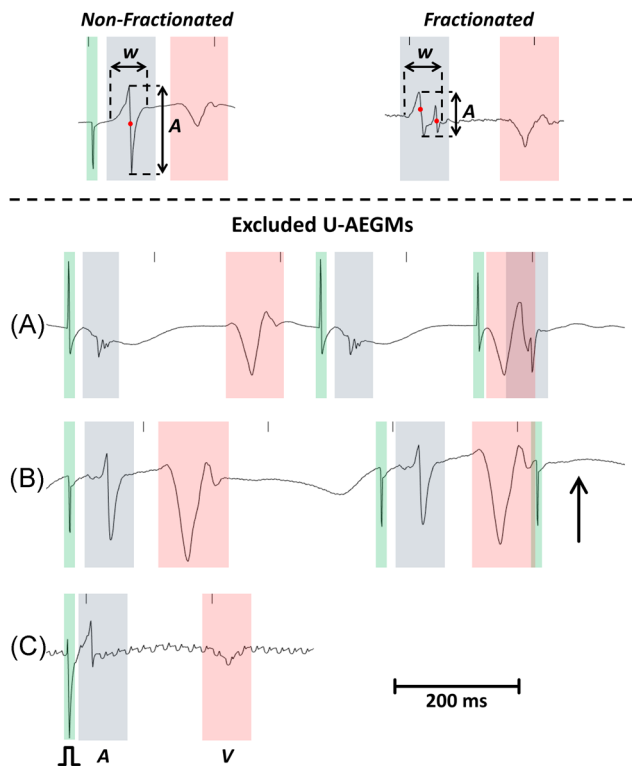 Non-Fractionated
Fractionated
w
A
w
A
Excluded U-AEGMs
(A)
(B)
(C)
200 ms
A
V